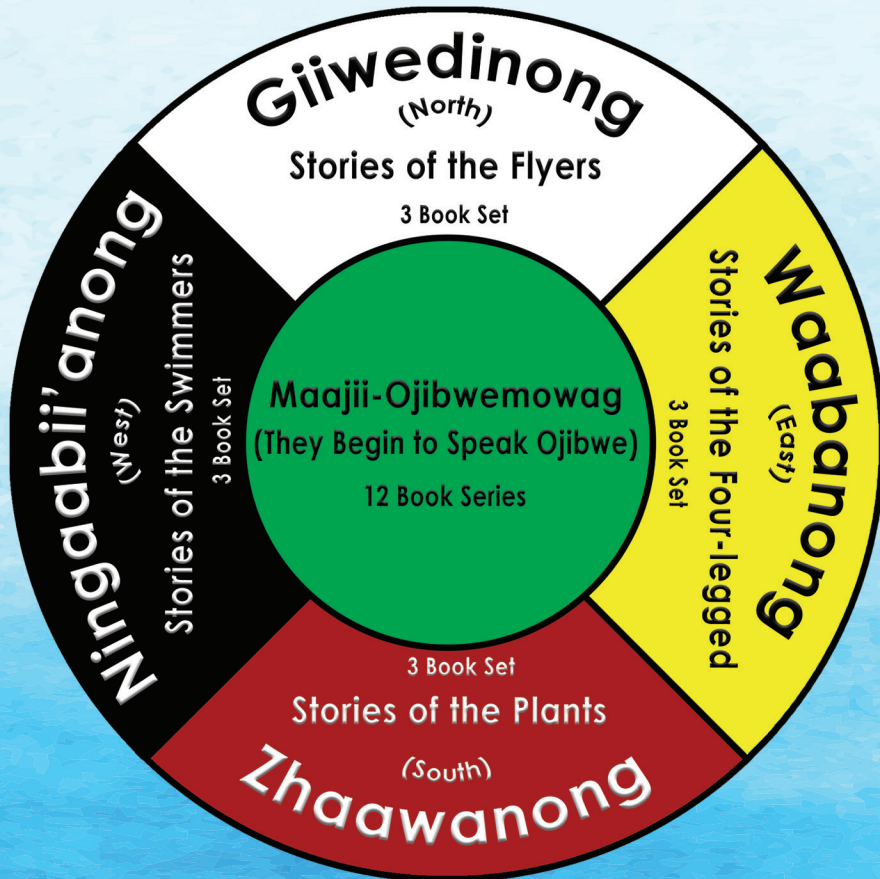 Giiwedinong
(North)
Stories of the Flyers
3 Book Set
Waabanong
(East)
Stories of the Four-legged
3 Book Set
Maajii-Ojibwemowag
(They Begin to Speak Ojibwe)
12 Book Series
Ningaabii'anong
(West)
Stories of the Swimmers
3 Book Set
3 Book Set
Stories of the Plants
(South)
Zhaawanong